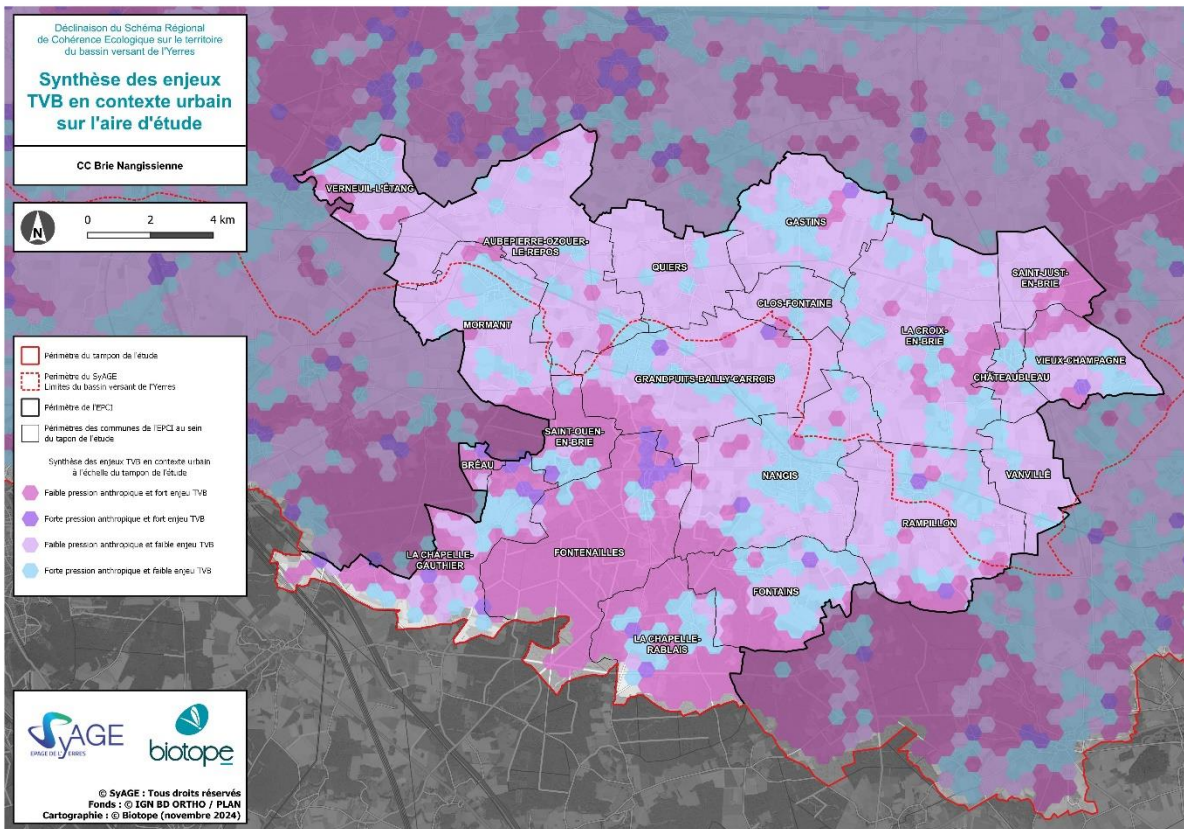 Déclinaison du Schéma Régional
de Cohérence Ecologique sur le territoire
du bassin versant de l'Yerres
Synthèse des enjeux
TVB en contexte urbain
sur l'aire d'étude
CC Brie Nangissienne
N
0 2 4 km
Périmètre du tampon de l'étude
Perimètre du SyAGE
Limites du bassin versant de l'Yerres
Périmètre de l'EPCI
Périmètres des communes de l'EPCI au sein
du tapon de l'étude
Synthèse des enjeux TVB en contexte urbain
à l'échelle du tampon de l'étude
Faible pression anthropique et fort enjeu TVB
Forte pression anthropique et fort enjeu TVB
Faible pression anthropique et faible enjeu TVB
Forte pression anthropique et faible enjeu TVB
SyAGE
EPAGE DE L'YERRES
biotope
© SyAGE : Tous droits réservés
Fonds : © IGN BD ORTHO / PLAN
Cartographie : © Biotope (novembre 2024)
VERNEUIL-L'ÉTANG
AUBEPIERRE-OZOUER-
LE-REPOS
QUIERS
GASTINS
SAINT-JUST-
EN-BRIE
CLOS-FONTAINE
MORMANT
LA CROIX-
EN-BRIE
VIEUX-CHAMPAGNE
CHÂTEAUBLEAU
GRANDPUITS-BAILLY-CARROIS
SAINT-OUEN-
EN-BRIE
BRÉAU
NANGIS
VANVILLÉ
RAMPILLON
FONTENAILLES
LA CHAPELLE-
GAUTHIER
FONTAINS
LA CHAPELLE-
RABLAIS